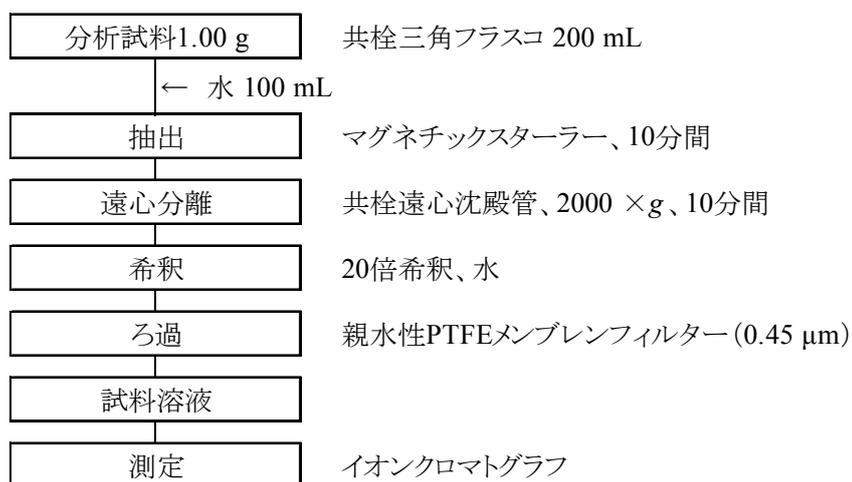 分析試料1.00 g 共栓三角フラスコ 200 mL
← 水 100 mL
抽出 マグネチックスターラー、10分間
遠心分離 共栓遠心沈殿管、2000 ×g 、10分間
希釈 20倍希釈、水
ろ過 親水性PTFEメンブレンフィルター（0.45 µm）
試料溶液
測定 イオンクロマトグラフ